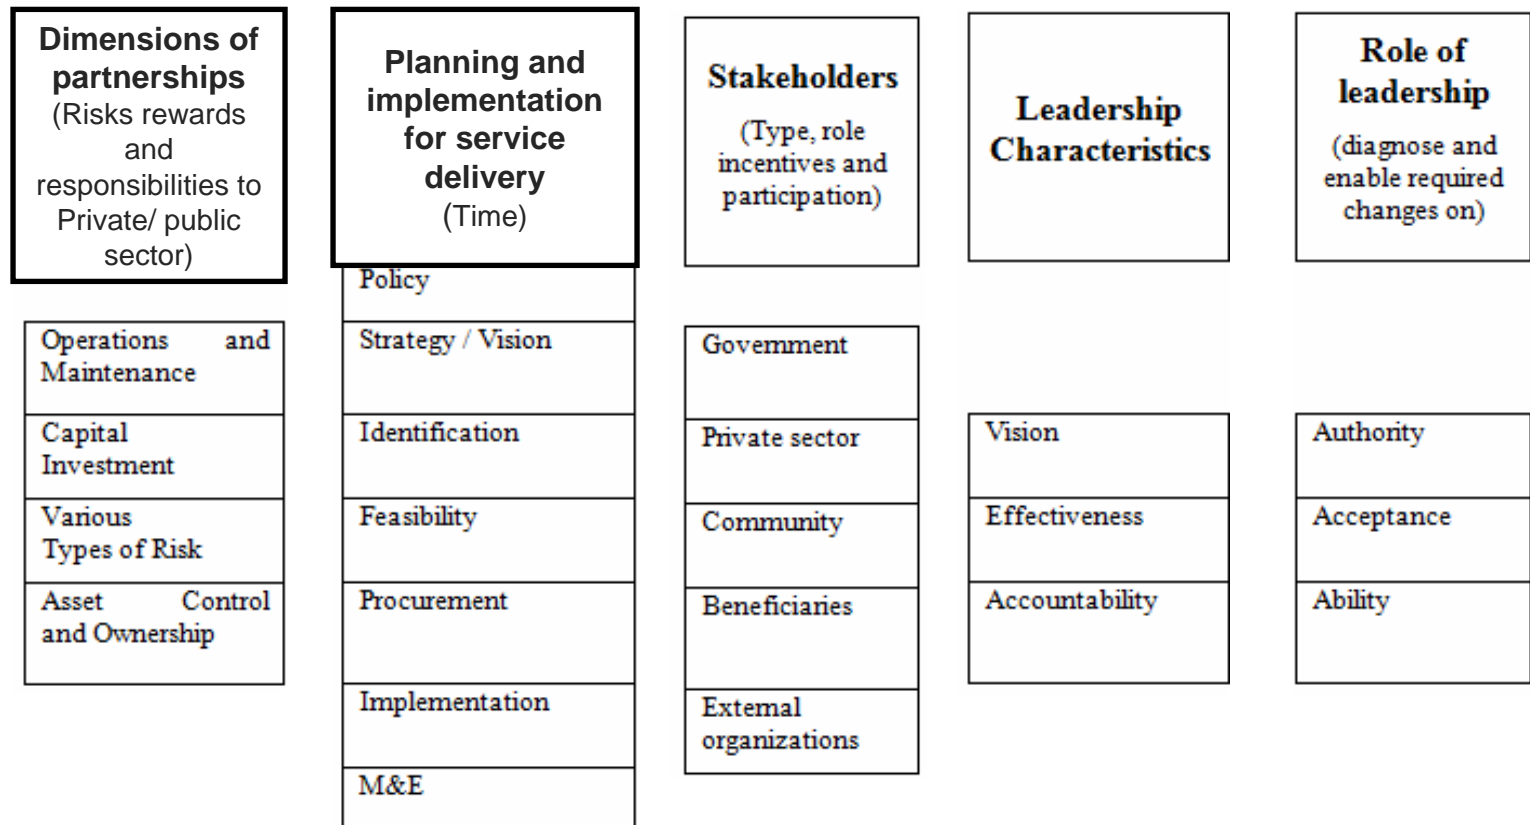 Dimensions of
partnerships
(Risks rewards
and
responsibilities to
Private/ public
sector)
Operations and
Maintenance
Capital
Investment
Various
Types of Risk
Asset Control
and Ownership
Planning and
implementation
for service
delivery
(Time)
Policy
Strategy / Vision
Identification
Feasibility
Procurement
Implementation
M&E
Stakeholders
(Type, role
incentives and
participation)
Government
Private sector
Community
Beneficiaries
External
organizations
Leadership
Characteristics
Vision
Effectiveness
Accountability
Role of
leadership
(diagnose and
enable required
changes on)
Authority
Acceptance
Ability